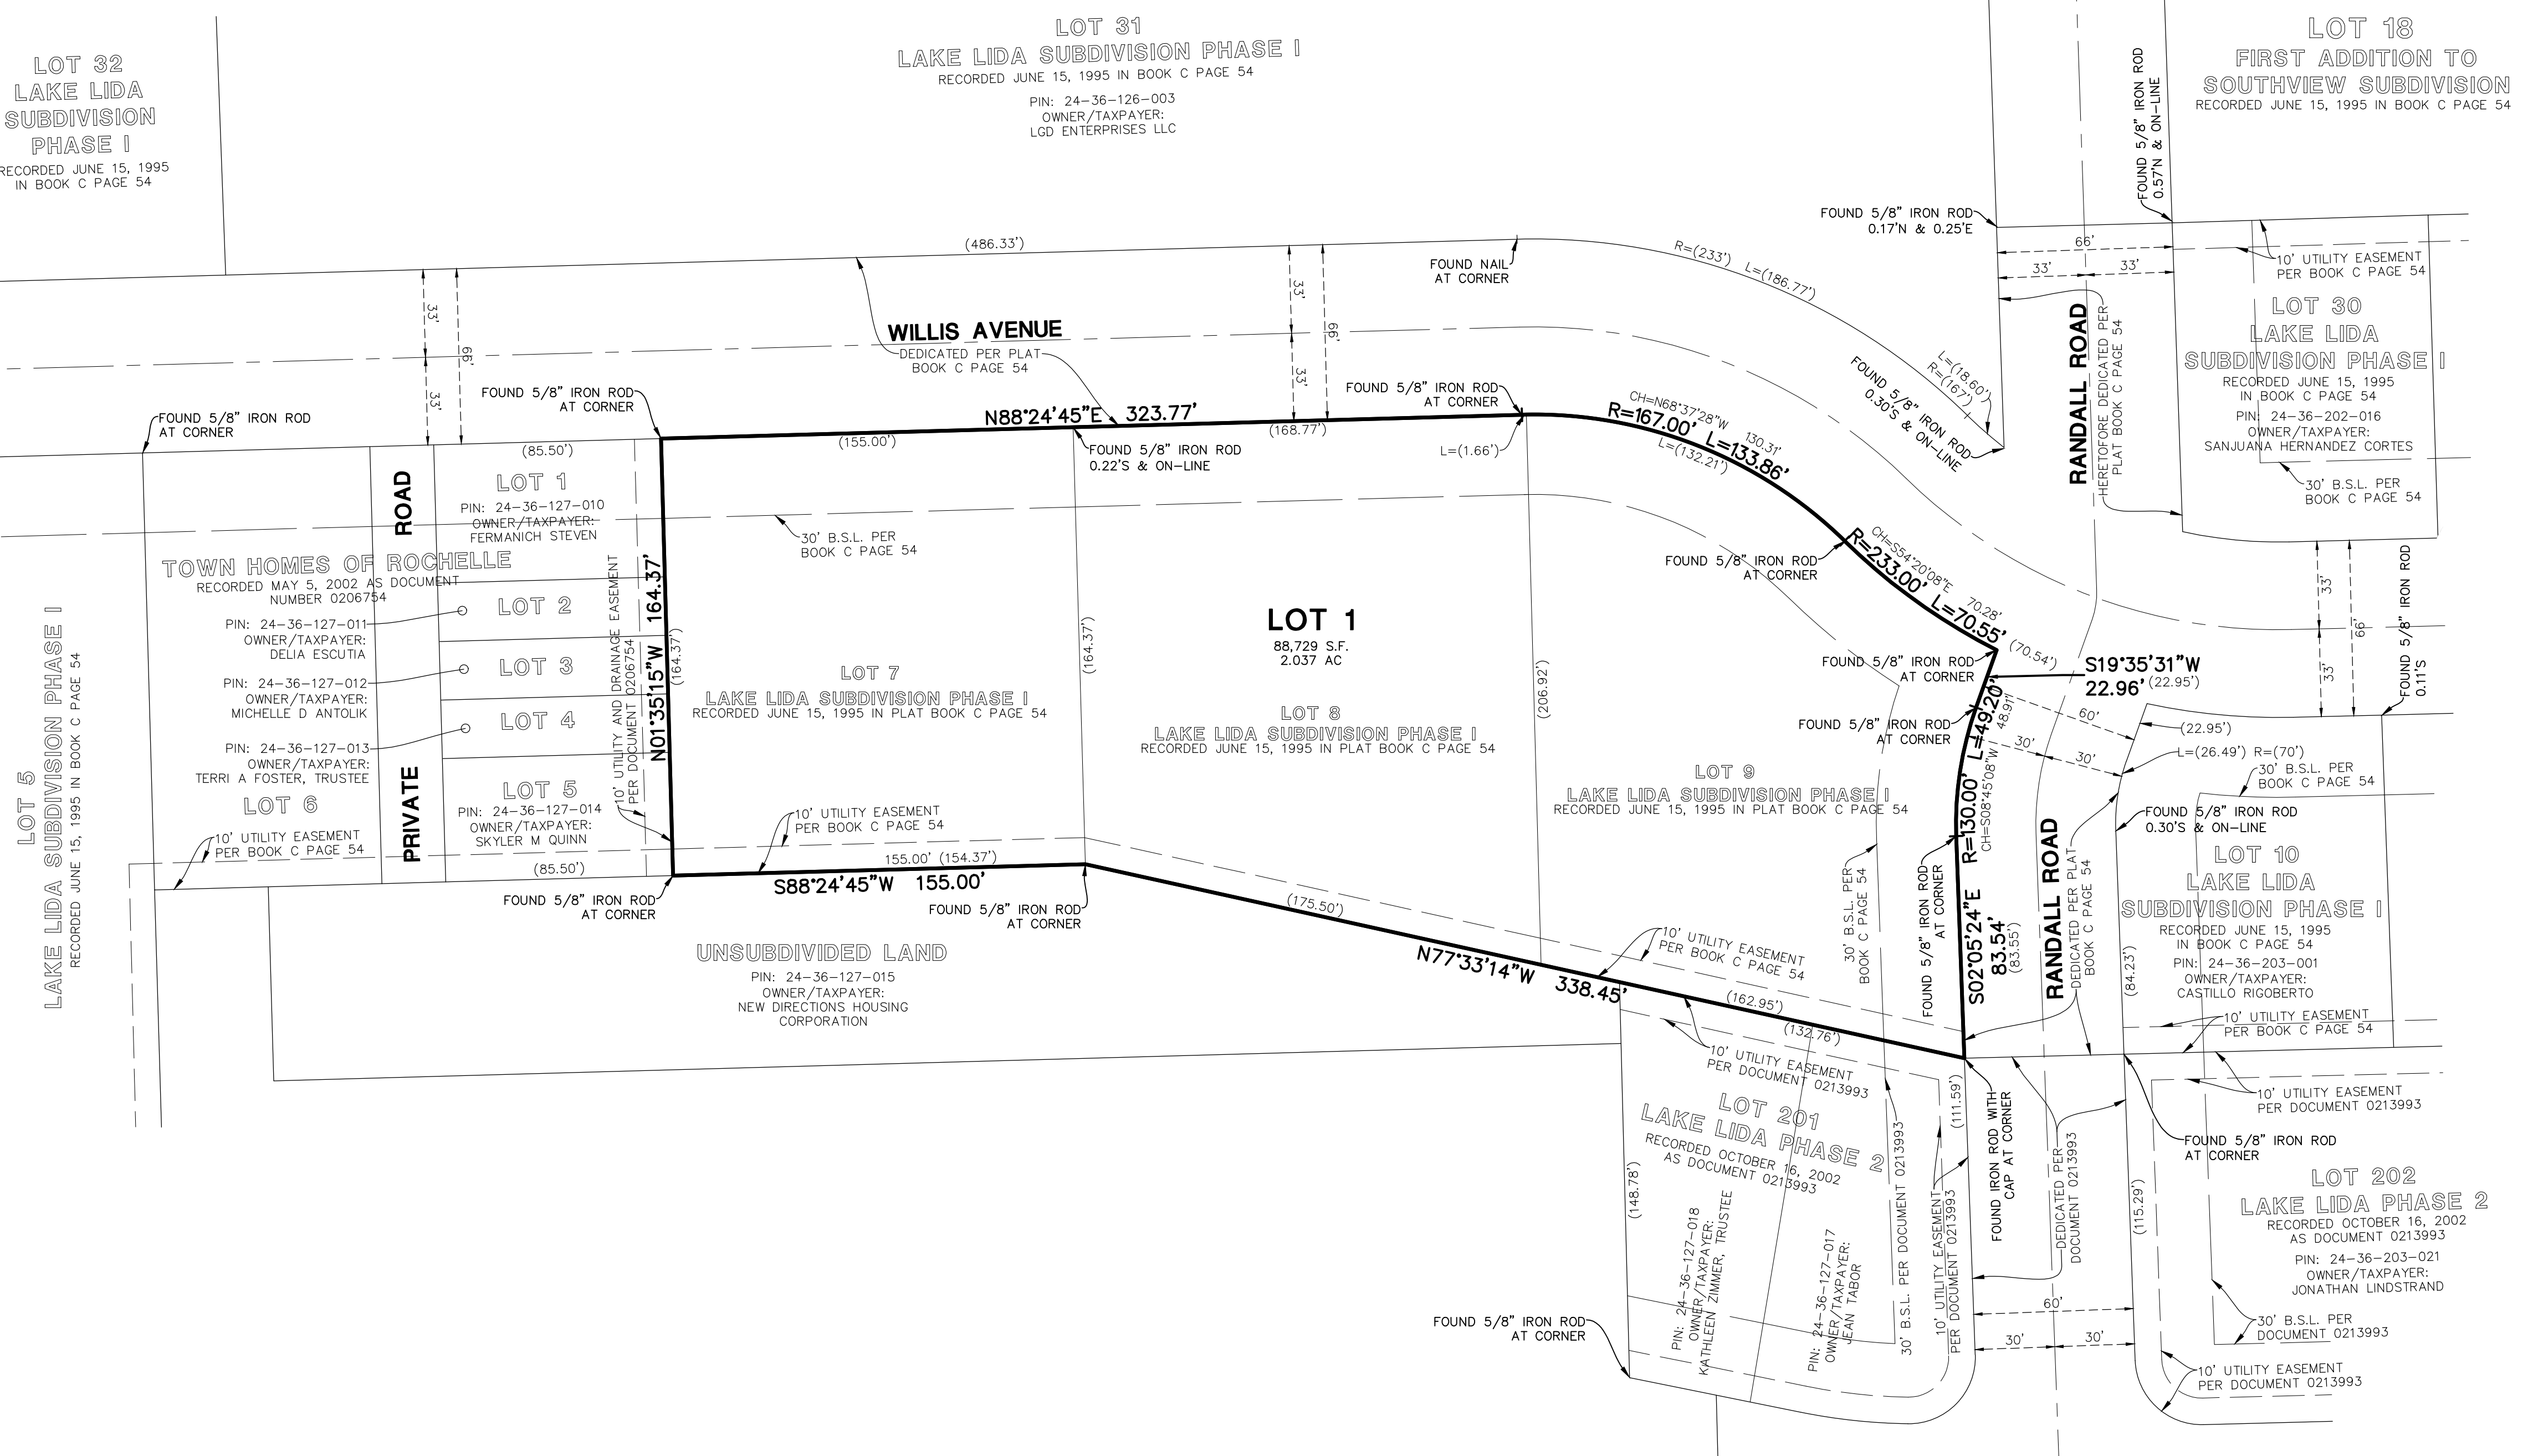 LOT 32
LAKE LIDA
SUBDIVISION
PHASE I
RECORDED JUNE 15, 1995
IN BOOK C PAGE 54
LOT 31
LAKE LIDA SUBDIVISION PHASE I
RECORDED JUNE 15, 1995 IN BOOK C PAGE 54
PIN: 24-36-126-003
OWNER/TAXPAYER:
LGD ENTERPRISES LLC
LOT 18
FIRST ADDITION TO
SOUTHVIEW SUBDIVISION
RECORDED JUNE 15, 1995 IN BOOK C PAGE 54
FOUND 5/8" IRON ROD
0.57'N & ON-LINE
FOUND 5/8" IRON ROD
0.17'N & 0.25'E
66'
33'
33'
10' UTILITY EASEMENT
PER BOOK C PAGE 54
LOT 30
LAKE LIDA
SUBDIVISION PHASE I
RECORDED JUNE 15, 1995
IN BOOK C PAGE 54
PIN: 24-36-202-016
OWNER/TAXPAYER:
SANJUANA HERNANDEZ CORTES
30' B.S.L. PER
BOOK C PAGE 54
RANDALL ROAD
HERETOFORE DEDICATED PER
PLAT BOOK C PAGE 54
(486.33')
FOUND NAIL
AT CORNER
R=(233') L=(186.77')
L=(18.60')
R=(167')
FOUND 5/8" IRON ROD
0.30'S & ON-LINE
33'
66'
33'
33'
66'
33'
WILLIS AVENUE
DEDICATED PER PLAT
BOOK C PAGE 54
FOUND 5/8" IRON ROD
AT CORNER
FOUND 5/8" IRON ROD
AT CORNER
FOUND 5/8" IRON ROD
AT CORNER
N88°24'45"E 323.77'
(85.50')
(155.00')
(168.77')
FOUND 5/8" IRON ROD
0.22'S & ON-LINE
L=(1.66')
CH=N68°37'28"W 130.31'
R=167.00' L=133.86'
L=(132.21')
FOUND 5/8" IRON ROD
AT CORNER
CH=S54°20'08"E 70.28'
R=233.00' L=70.55'
(70.54')
FOUND 5/8" IRON ROD
AT CORNER
S19°35'31"W
22.96' (22.95')
FOUND 5/8" IRON ROD
AT CORNER
R=130.00' L=49.20'
CH=S08°45'08"W 48.91'
60'
30'
30'
(22.95')
L=(26.49') R=(70')
30' B.S.L. PER
BOOK C PAGE 54
33'
66'
33'
FOUND 5/8" IRON ROD
0.11'S
FOUND 5/8" IRON ROD
0.30'S & ON-LINE
LOT 10
LAKE LIDA
SUBDIVISION PHASE I
RECORDED JUNE 15, 1995
IN BOOK C PAGE 54
PIN: 24-36-203-001
OWNER/TAXPAYER:
CASTILLO RIGOBERTO
(84.23')
10' UTILITY EASEMENT
PER BOOK C PAGE 54
PRIVATE ROAD
LOT 1
PIN: 24-36-127-010
OWNER/TAXPAYER:
FERMANICH STEVEN
TOWN HOMES OF ROCHELLE
RECORDED MAY 5, 2002 AS DOCUMENT
NUMBER 0206754
PIN: 24-36-127-011
OWNER/TAXPAYER:
DELIA ESCUTIA
LOT 2
PIN: 24-36-127-012
OWNER/TAXPAYER:
MICHELLE D ANTOLIK
LOT 3
PIN: 24-36-127-013
OWNER/TAXPAYER:
TERRI A FOSTER, TRUSTEE
LOT 4
LOT 6
LOT 5
PIN: 24-36-127-014
OWNER/TAXPAYER:
SKYLER M QUINN
10' UTILITY EASEMENT
PER BOOK C PAGE 54
(85.50')
LOT 5
LAKE LIDA SUBDIVISION PHASE I
RECORDED JUNE 15, 1995 IN BOOK C PAGE 54
10' UTILITY AND DRAINAGE EASEMENT
PER DOCUMENT 0206754
N01°35'15"W 164.37'
(164.37')
30' B.S.L. PER
BOOK C PAGE 54
LOT 7
LAKE LIDA SUBDIVISION PHASE I
RECORDED JUNE 15, 1995 IN PLAT BOOK C PAGE 54
10' UTILITY EASEMENT
PER BOOK C PAGE 54
155.00' (154.37')
S88°24'45"W 155.00'
FOUND 5/8" IRON ROD
AT CORNER
FOUND 5/8" IRON ROD
AT CORNER
(164.37')
LOT 1
88,729 S.F.
2.037 AC
LOT 8
LAKE LIDA SUBDIVISION PHASE I
RECORDED JUNE 15, 1995 IN PLAT BOOK C PAGE 54
(206.92')
LOT 9
LAKE LIDA SUBDIVISION PHASE I
RECORDED JUNE 15, 1995 IN PLAT BOOK C PAGE 54
30' B.S.L. PER
BOOK C PAGE 54
FOUND 5/8" IRON ROD
AT CORNER
S02°05'24"E
83.54'
(83.55')
RANDALL ROAD
DEDICATED PER PLAT
BOOK C PAGE 54
(175.50')
N77°33'14"W 338.45'
10' UTILITY EASEMENT
PER BOOK C PAGE 54
(162.95')
(132.76')
UNSUBDIVIDED LAND
PIN: 24-36-127-015
OWNER/TAXPAYER:
NEW DIRECTIONS HOUSING
CORPORATION
10' UTILITY EASEMENT
PER DOCUMENT 0213993
LOT 201
LAKE LIDA PHASE 2
RECORDED OCTOBER 16, 2002
AS DOCUMENT 0213993
(148.78')
PIN: 24-36-127-018
OWNER/TAXPAYER:
KATHLEEN ZIMMER, TRUSTEE
PIN: 24-36-127-017
OWNER/TAXPAYER:
JEAN TABOR
30' B.S.L. PER DOCUMENT 0213993
10' UTILITY EASEMENT
PER DOCUMENT 0213993
(111.59')
FOUND IRON ROD WITH
CAP AT CORNER
DEDICATED PER
DOCUMENT 0213993
FOUND 5/8" IRON ROD
AT CORNER
60'
30'
30'
(115.29')
10' UTILITY EASEMENT
PER DOCUMENT 0213993
FOUND 5/8" IRON ROD
AT CORNER
LOT 202
LAKE LIDA PHASE 2
RECORDED OCTOBER 16, 2002
AS DOCUMENT 0213993
PIN: 24-36-203-021
OWNER/TAXPAYER:
JONATHAN LINDSTRAND
30' B.S.L. PER
DOCUMENT 0213993
10' UTILITY EASEMENT
PER DOCUMENT 0213993